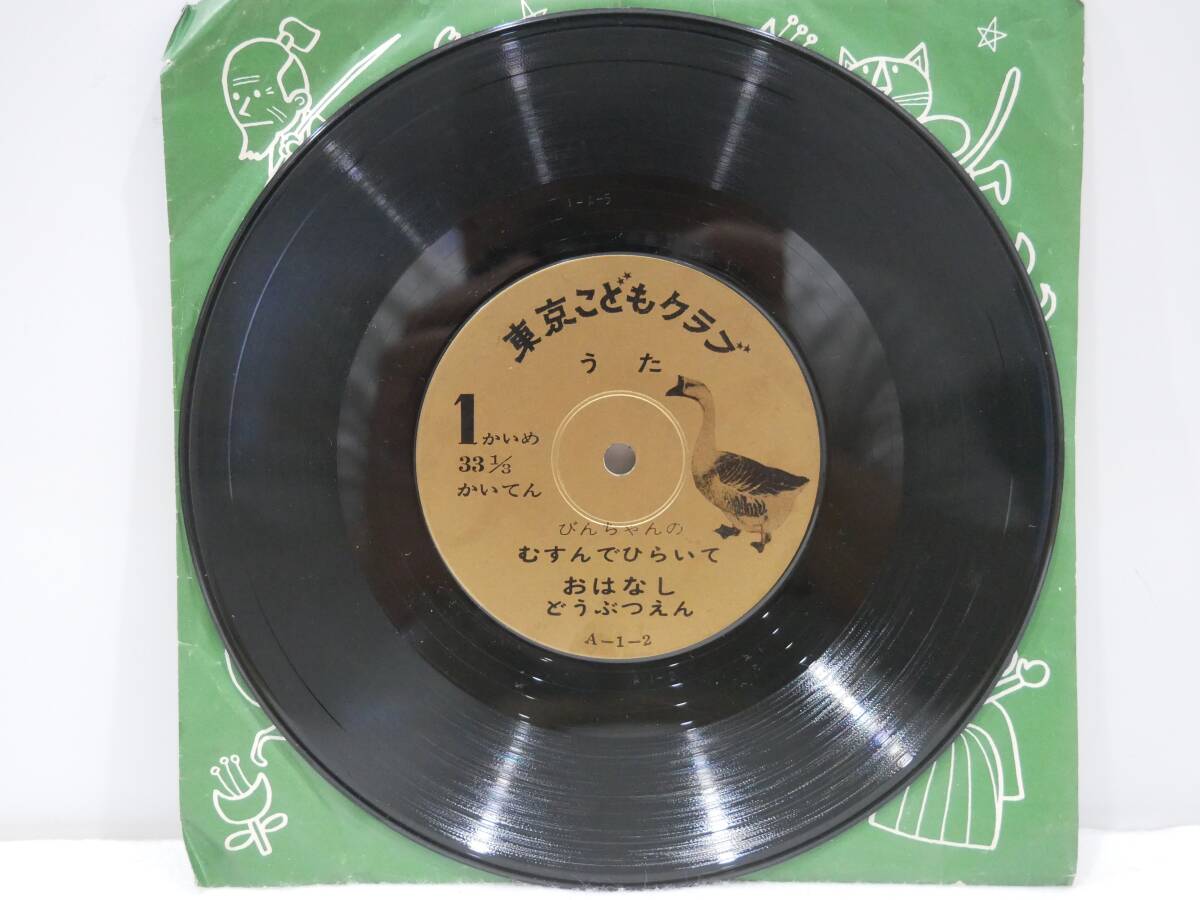 東京こどもクラブ
うた
1かいめ
33 1/3
かいてん
びんちゃんの
むすんでひらいて
おはなし
どうぶつえん
A-1-2